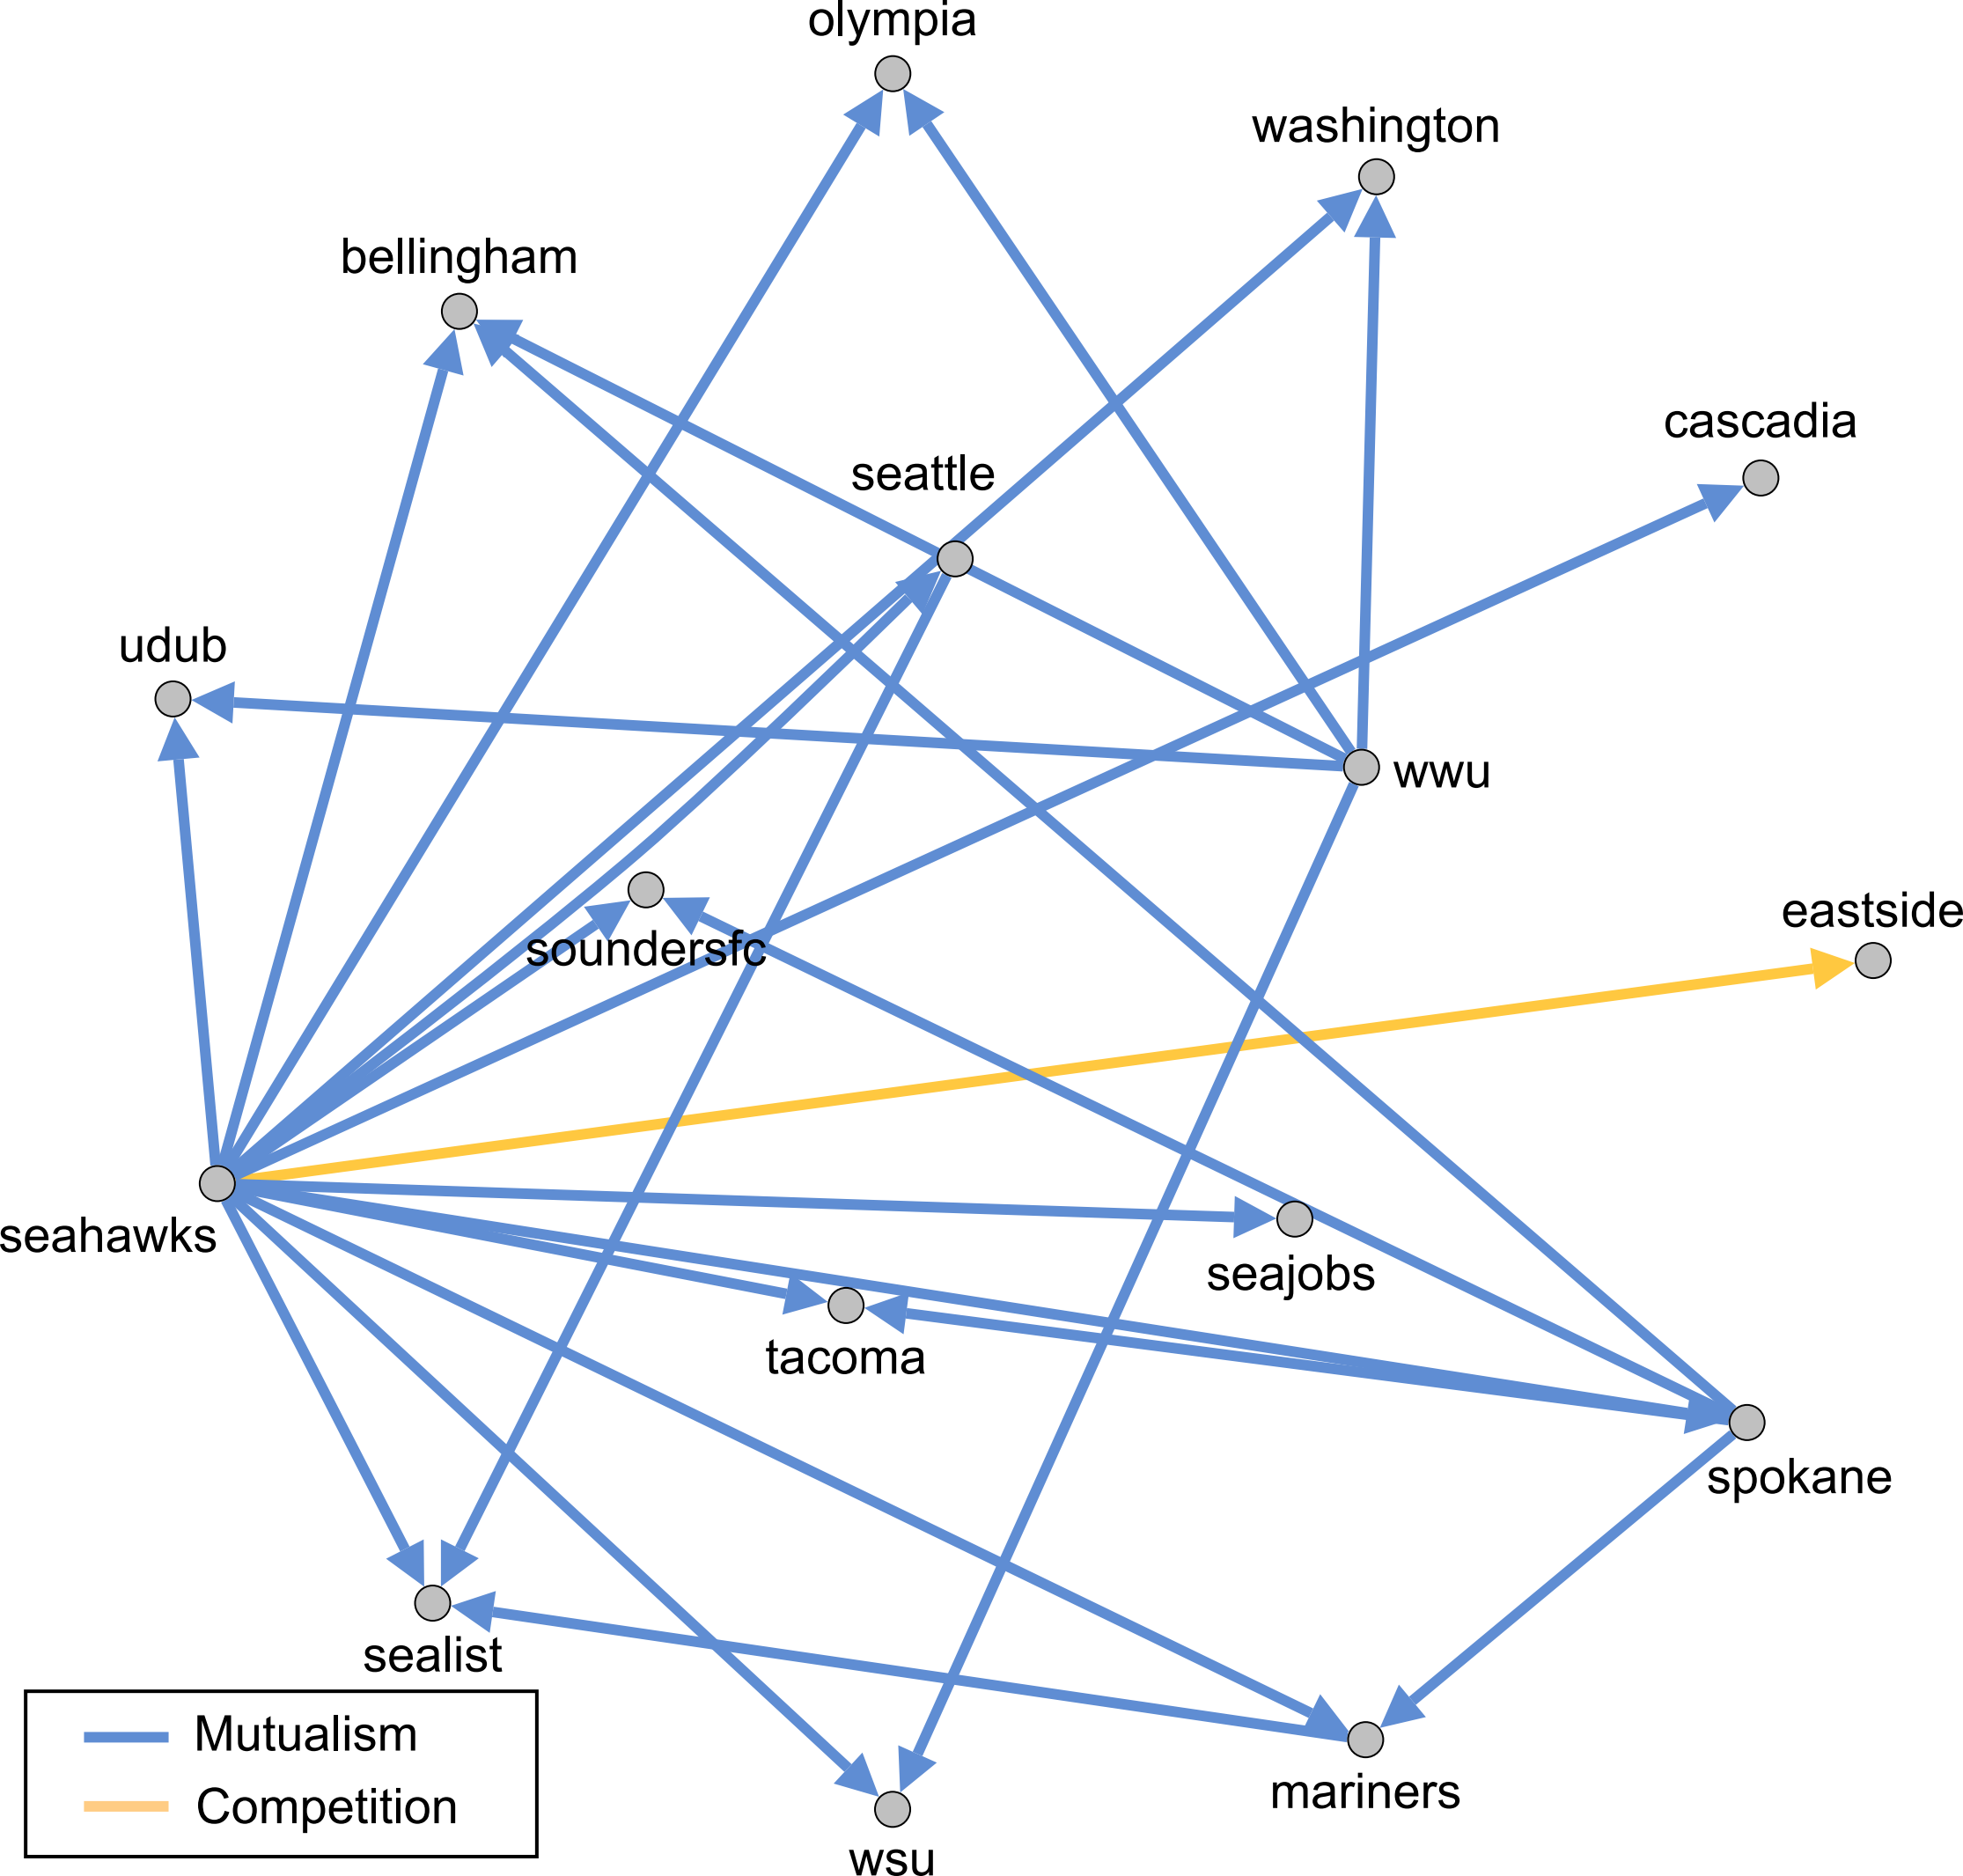 olympia
washington
bellingham
cascadia
seattle
udub
wwu
eastside
soundersfc
seahawks
seajobs
tacoma
spokane
sealist
Mutualism
mariners
Competition
wsu